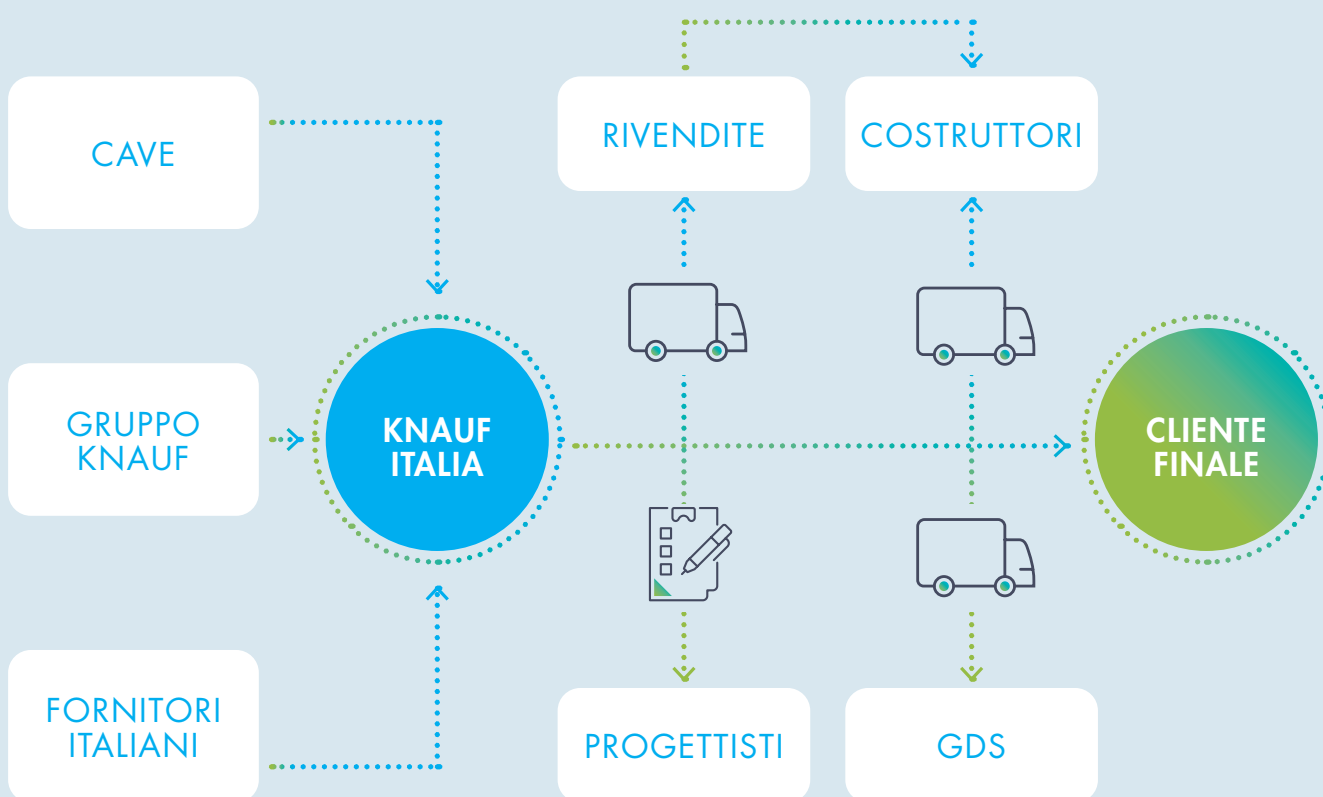 CAVE
RIVENDITE
COSTRUTTORI
GRUPPO
KNAUF
KNAUF
ITALIA
CLIENTE
FINALE
FORNITORI
ITALIANI
PROGETTISTI
GDS